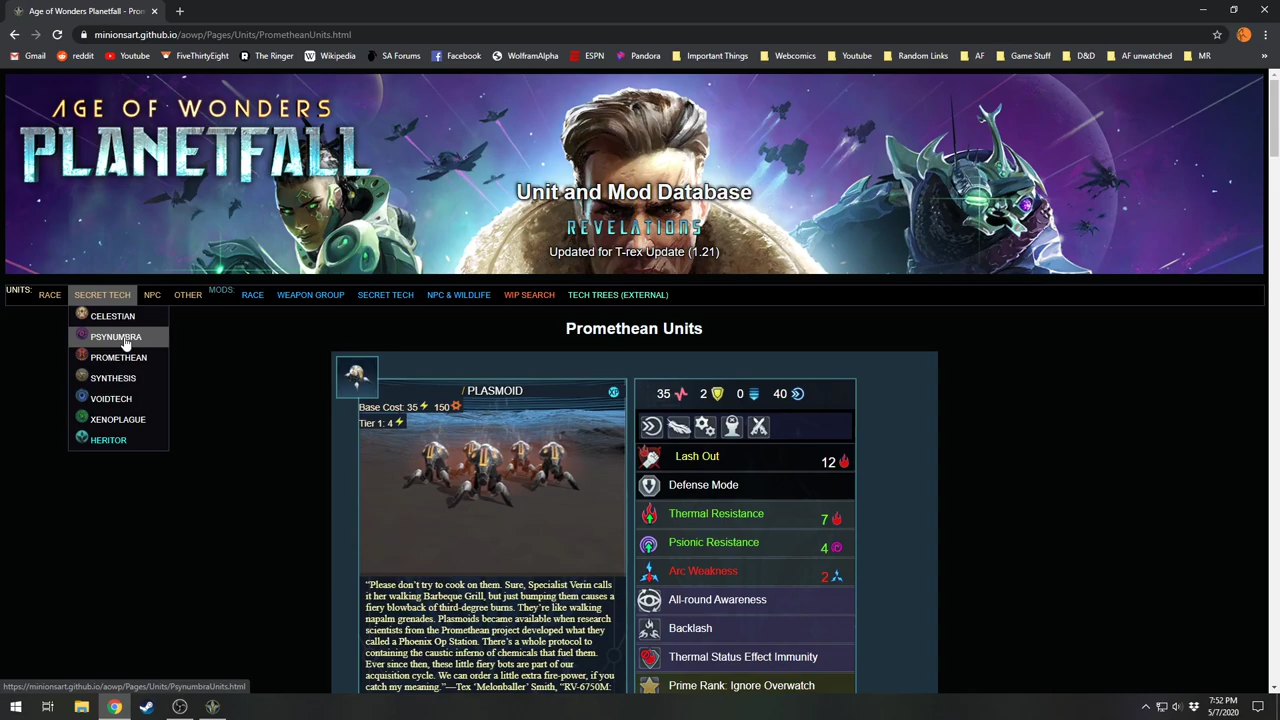 Age of Wonders Planetfall - Pro
minionsart.github.io/aowp/Pages/Units/PrometheanUnits.html
Gmail reddit Youtube FiveThirtyEight The Ringer Wikipedia SA Forums Facebook WolframAlpha ESPN Pandora Important Things Webcomics Youtube Random Links AF Game Stuff D&D AF unwatched MR »
AGE OF WONDERS
PLANETFALL
Unit and Mod Database
REVELATIONS
Updated for T-rex Update (1.21)
UNITS: RACE SECRET TECH NPC OTHER MODS: RACE WEAPON GROUP SECRET TECH NPC & WILDLIFE WIP SEARCH TECH TREES (EXTERNAL)
CELESTIAN
PSYNUMBRA
PROMETHEAN
SYNTHESIS
VOIDTECH
XENOPLAGUE
HERITOR
Promethean Units
/ PLASMOID
Base Cost: 35 150
Tier 1: 4
35 2 0 40
Lash Out 12
Defense Mode
Thermal Resistance 7
Psionic Resistance 4
Arc Weakness 2
All-round Awareness
Backlash
Thermal Status Effect Immunity
Prime Rank: Ignore Overwatch
"Please don't try to cook on them. Sure, Specialist Verin calls
it her walking Barbeque Grill, but just bumping them causes a
fiery blowback of third-degree burns. They're like walking
napalm grenades. Plasmoids became available when research
scientists from the Promethean project developed what they
called a Phoenix Op Station. There's a whole protocol to
containing the caustic inferno of chemicals that fuel them.
Ever since then, these little fiery bots are part of our
acquisition cycle. We can order a little extra fire-power, if you
catch my meaning."—Tex 'Melonballer' Smith, "RV-6750M:
https://minionsart.github.io/aowp/Pages/Units/PsynumbraUnits.html
7:52 PM
5/7/2020